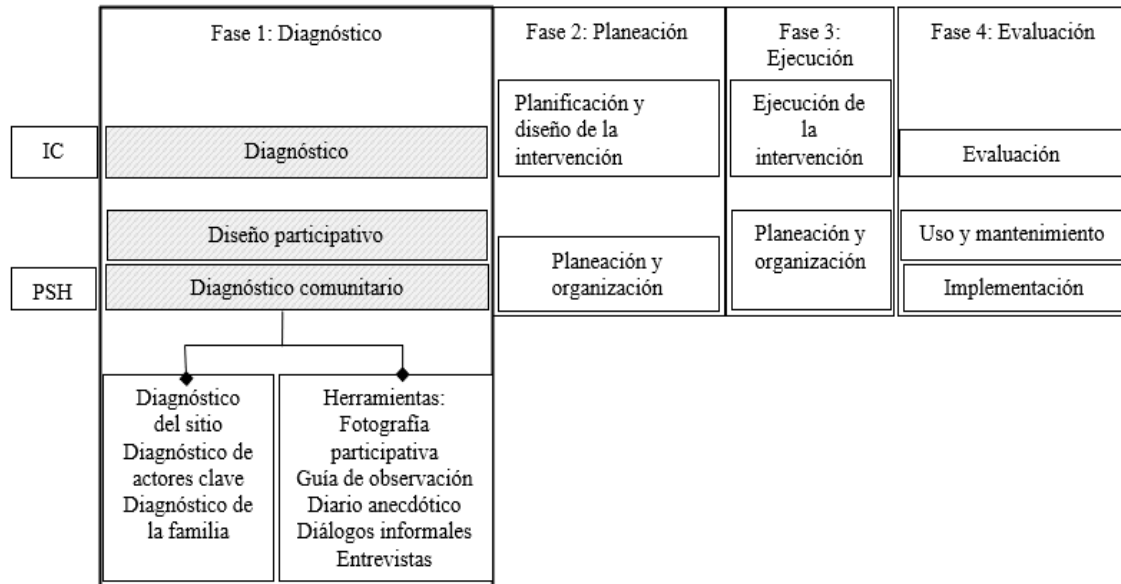 Fase 1: Diagnóstico
Fase 2: Planeación
Fase 3:
Ejecución
Fase 4: Evaluación
IC
Diagnóstico
Planificación y
diseño de la
intervención
Ejecución de
la
intervención
Evaluación
PSH
Diseño participativo
Diagnóstico comunitario
Planeación y
organización
Planeación y
organización
Uso y mantenimiento
Implementación
Diagnóstico
del sitio
Diagnóstico de
actores clave
Diagnóstico de
la familia
Herramientas:
Fotografía
participativa
Guía de observación
Diario anecdótico
Diálogos informales
Entrevistas